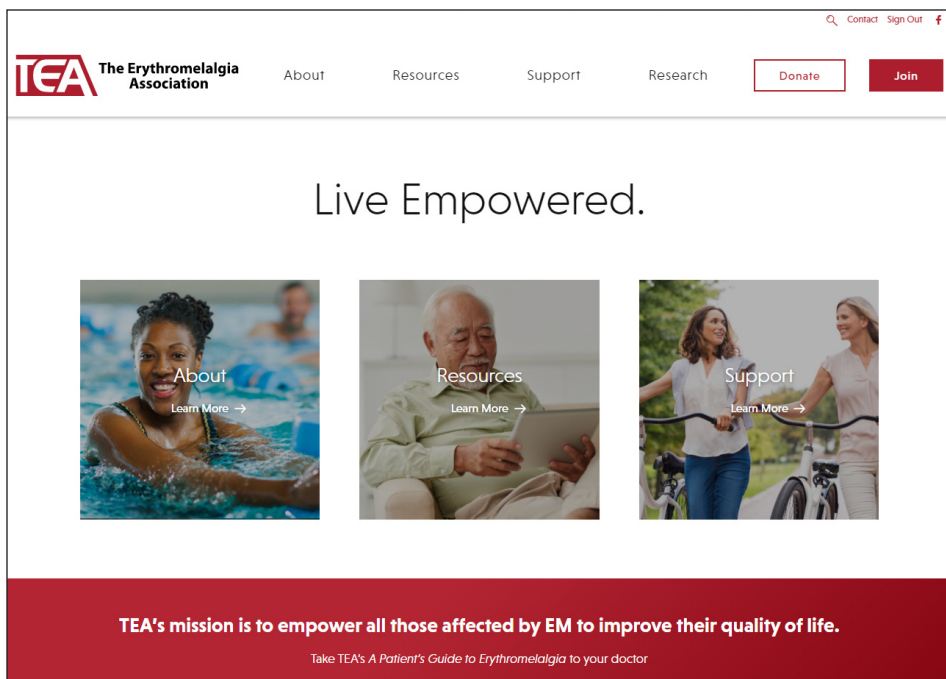 Contact Sign Out f
TEA The Erythromelalgia
Association
About Resources Support Research Donate Join
Live Empowered.
About
Learn More →
Resources
Learn More →
Support
Learn More →
TEA's mission is to empower all those affected by EM to improve their quality of life.
Take TEA's A Patient's Guide to Erythromelalgia to your doctor